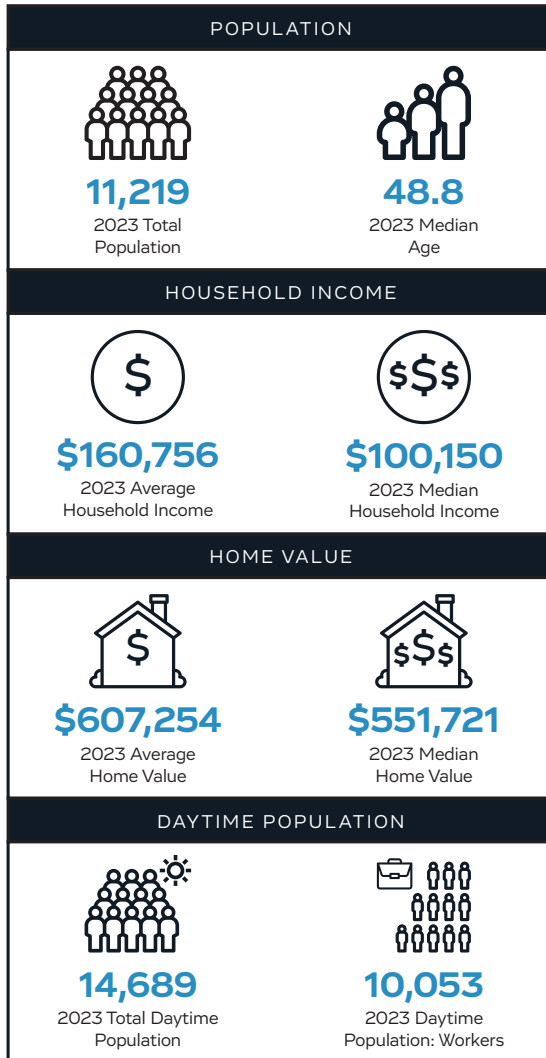 POPULATION
11,219
2023 Total
Population
48.8
2023 Median
Age
HOUSEHOLD INCOME
$
$160,756
2023 Average
Household Income
$$$
$100,150
2023 Median
Household Income
HOME VALUE
$
$607,254
2023 Average
Home Value
$$$
$551,721
2023 Median
Home Value
DAYTIME POPULATION
14,689
2023 Total Daytime
Population
10,053
2023 Daytime
Population: Workers